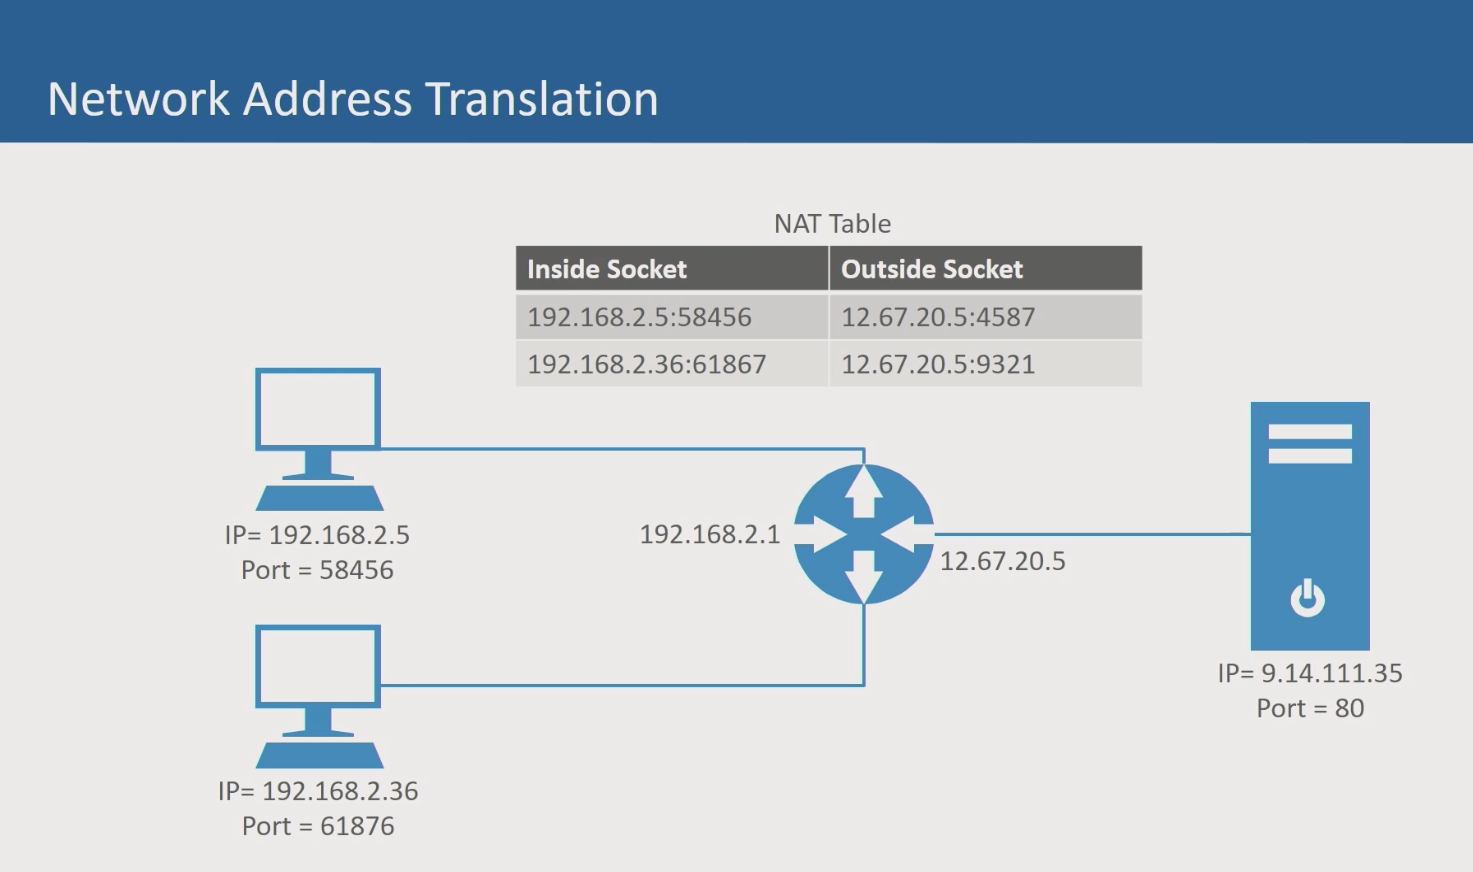 Network Address Translation
NAT Table
Inside Socket Outside Socket
192.168.2.5:58456 12.67.20.5:4587
192.168.2.36:61867 12.67.20.5:9321
IP= 192.168.2.5
Port = 58456
192.168.2.1
12.67.20.5
IP= 9.14.111.35
Port = 80
IP= 192.168.2.36
Port = 61876